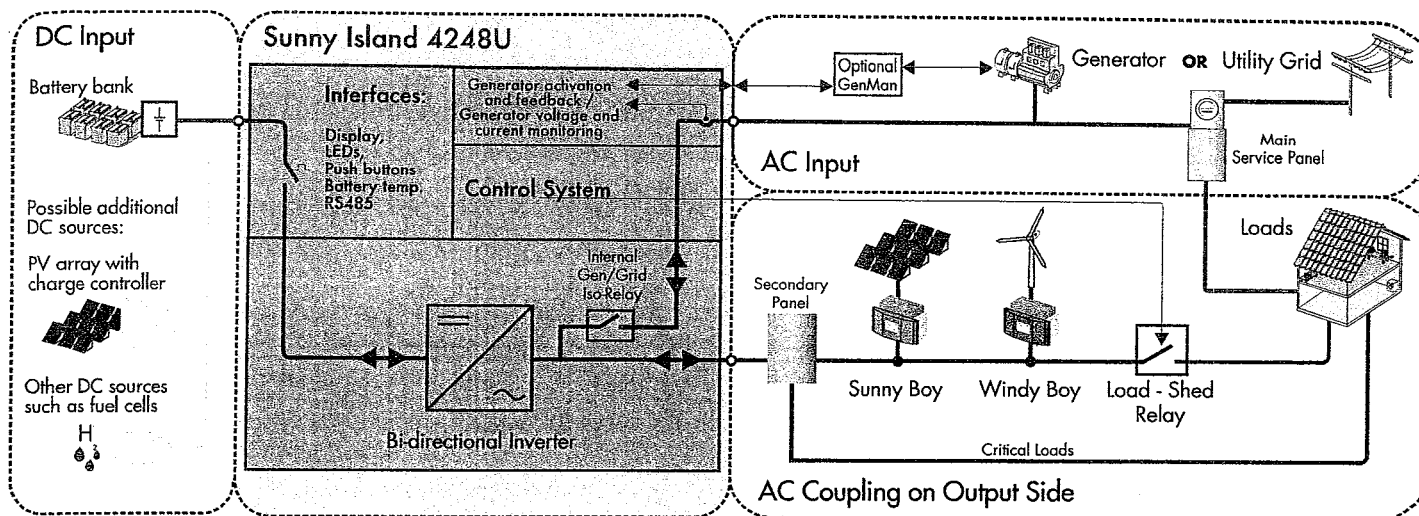 DC Input
Battery bank
Possible additional
DC sources:
PV array with
charge controller
Other DC sources
such as fuel cells
H
2
Sunny Island 4248U
Interfaces:
Display,
LEDs,
Push buttons
Battery temp.
RS485
Generator activation
and feedback /
Generator voltage and
current monitoring
Control System
Internal
Gen/Grid
Iso-Relay
Bi-directional Inverter
Optional
GenMan
Generator OR Utility Grid
Main
Service Panel
AC Input
Loads
Secondary
Panel
Sunny Boy
Windy Boy
Load - Shed
Relay
Critical Loads
AC Coupling on Output Side